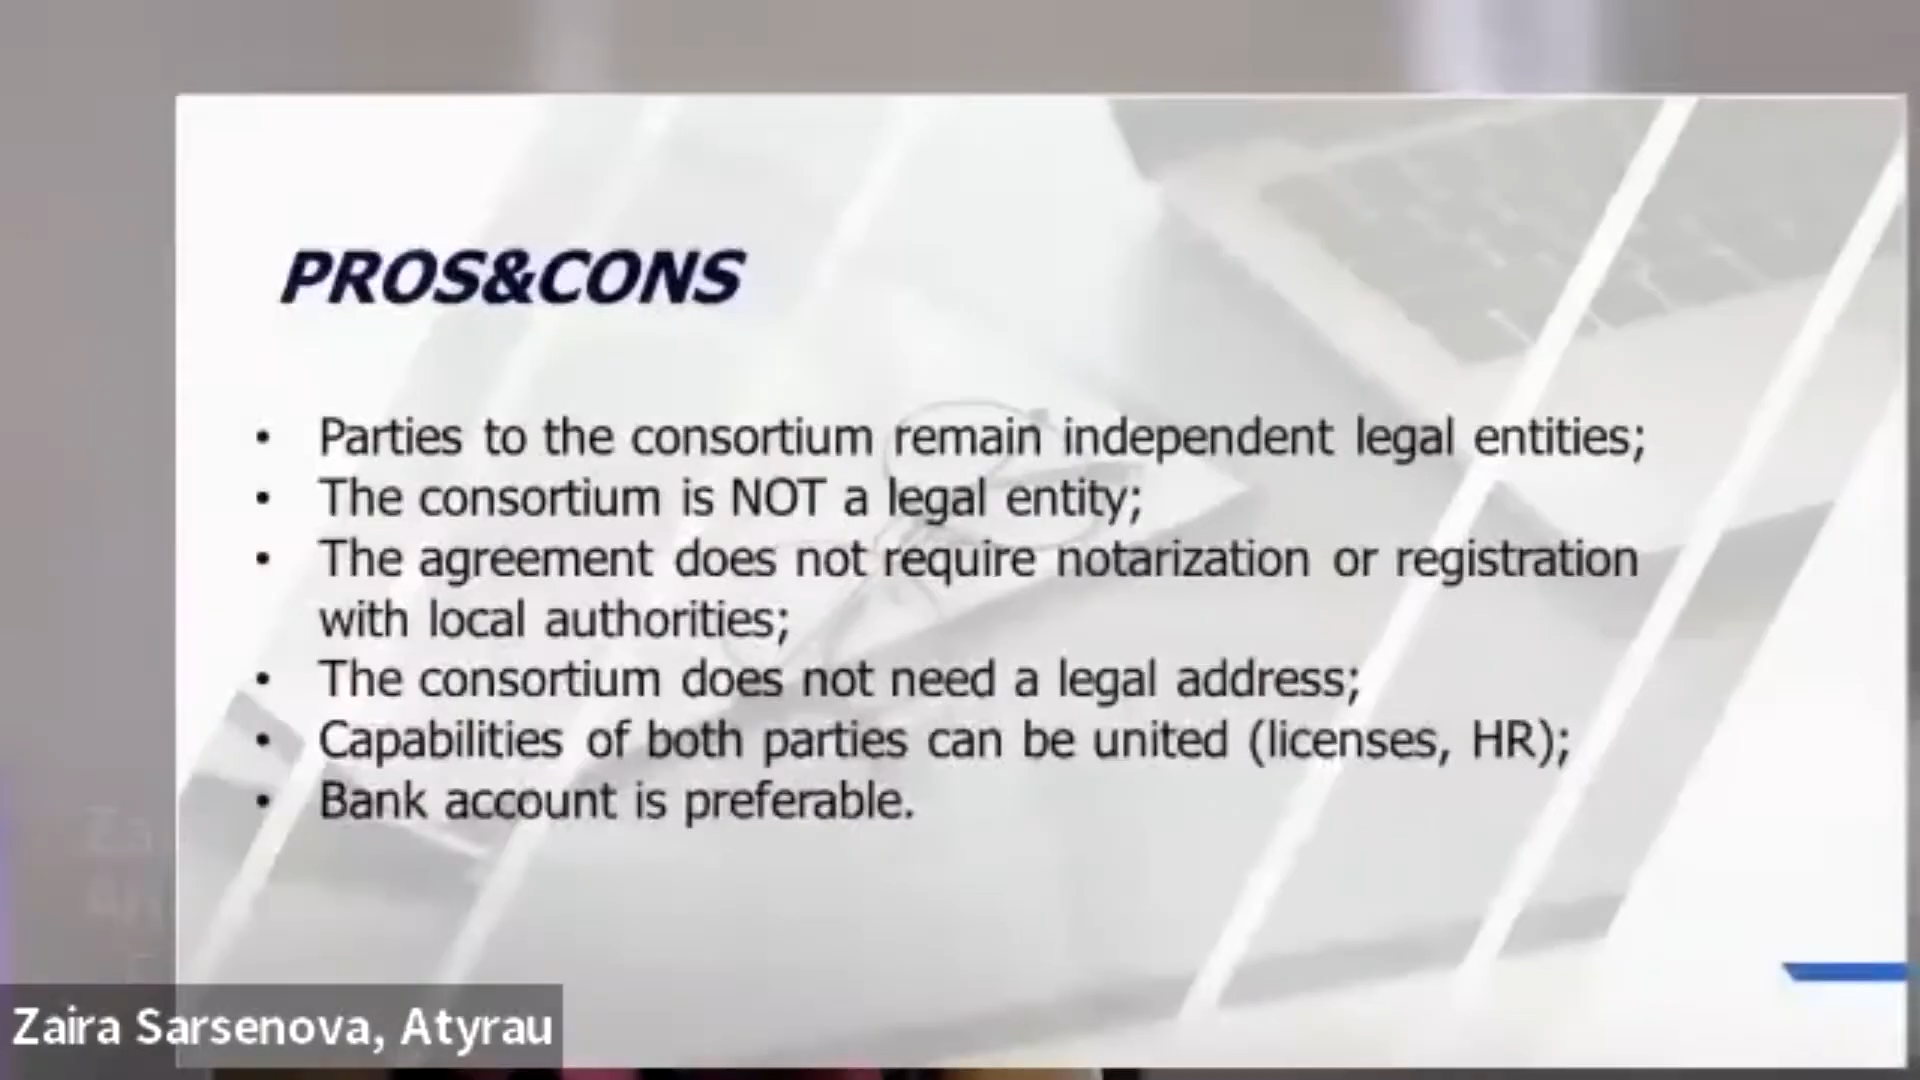 PROS&CONS
• Parties to the consortium remain independent legal entities;
• The consortium is NOT a legal entity;
• The agreement does not require notarization or registration
with local authorities;
• The consortium does not need a legal address;
• Capabilities of both parties can be united (licenses, HR);
• Bank account is preferable.
Zaira Sarsenova, Atyrau